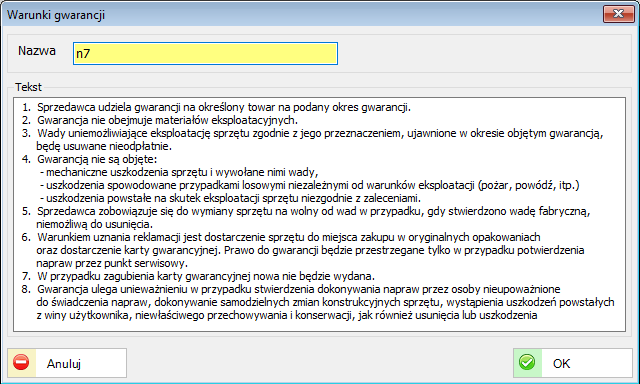 Warunki gwarancji
Nazwa n7
Tekst
1. Sprzedawca udziela gwarancji na określony towar na podany okres gwarancji.
2. Gwarancja nie obejmuje materiałów eksploatacyjnych.
3. Wady uniemożliwiające eksploatację sprzętu zgodnie z jego przeznaczeniem, ujawnione w okresie objętym gwarancją,
będę usuwane nieodpłatnie.
4. Gwarancją nie są objęte:
- mechaniczne uszkodzenia sprzętu i wywołane nimi wady,
- uszkodzenia spowodowane przypadkami losowymi niezależnymi od warunków eksploatacji (pożar, powódź, itp.)
- uszkodzenia powstałe na skutek eksploatacji sprzętu niezgodnie z zaleceniami.
5. Sprzedawca zobowiązuje się do wymiany sprzętu na wolny od wad w przypadku, gdy stwierdzono wadę fabryczną,
niemożliwą do usunięcia.
6. Warunkiem uznania reklamacji jest dostarczenie sprzętu do miejsca zakupu w oryginalnych opakowaniach
oraz dostarczenie karty gwarancyjnej. Prawo do gwarancji będzie przestrzegane tylko w przypadku potwierdzenia
napraw przez punkt serwisowy.
7. W przypadku zagubienia karty gwarancyjnej nowa nie będzie wydana.
8. Gwarancja ulega unieważnieniu w przypadku stwierdzenia dokonywania napraw przez osoby nieupoważnione
do świadczenia napraw, dokonywanie samodzielnych zmian konstrukcyjnych sprzętu, wystąpienia uszkodzeń powstałych
z winy użytkownika, niewłaściwego przechowywania i konserwacji, jak również usunięcia lub uszkodzenia
Anuluj
OK